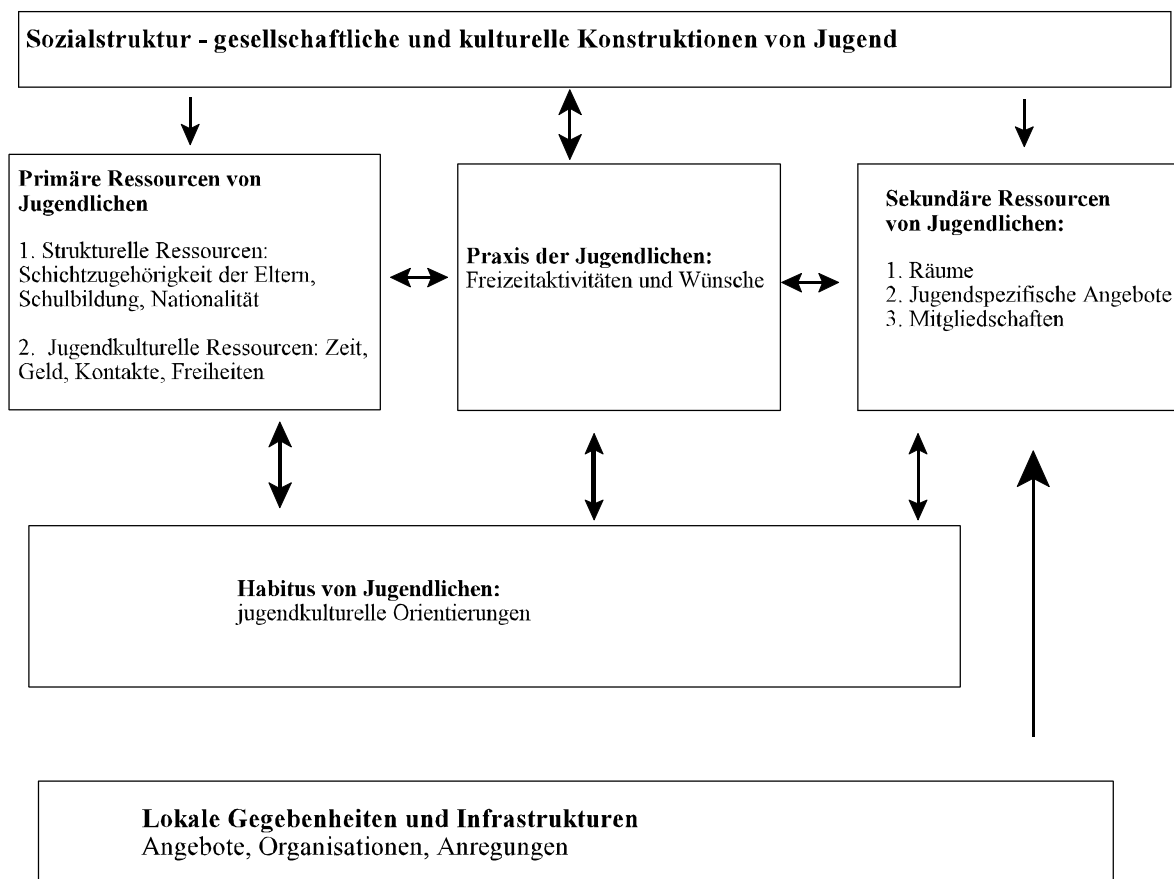 Sozialstruktur - gesellschaftliche und kulturelle Konstruktionen von Jugend
Primäre Ressourcen von
Jugendlichen
1. Strukturelle Ressourcen:
Schichtzugehörigkeit der Eltern,
Schulbildung, Nationalität
2. Jugendkulturelle Ressourcen: Zeit,
Geld, Kontakte, Freiheiten
Praxis der Jugendlichen:
Freizeitaktivitäten und Wünsche
Sekundäre Ressourcen
von Jugendlichen:
1. Räume
2. Jugendspezifische Angebote
3. Mitgliedschaften
Habitus von Jugendlichen:
jugendkulturelle Orientierungen
Lokale Gegebenheiten und Infrastrukturen
Angebote, Organisationen, Anregungen